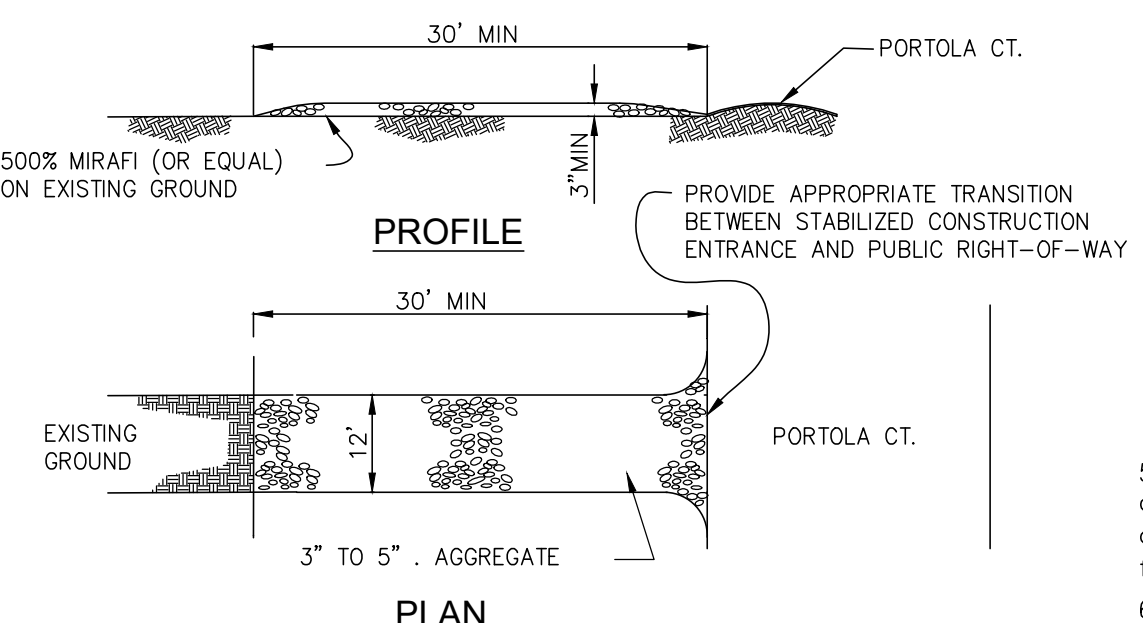 30' MIN
PORTOLA CT.
3"MIN
500% MIRAFI (OR EQUAL)
ON EXISTING GROUND
PROFILE
PROVIDE APPROPRIATE TRANSITION
BETWEEN STABILIZED CONSTRUCTION
ENTRANCE AND PUBLIC RIGHT-OF-WAY
30' MIN
EXISTING
GROUND
12'
PORTOLA CT.
3" TO 5" . AGGREGATE
PLAN